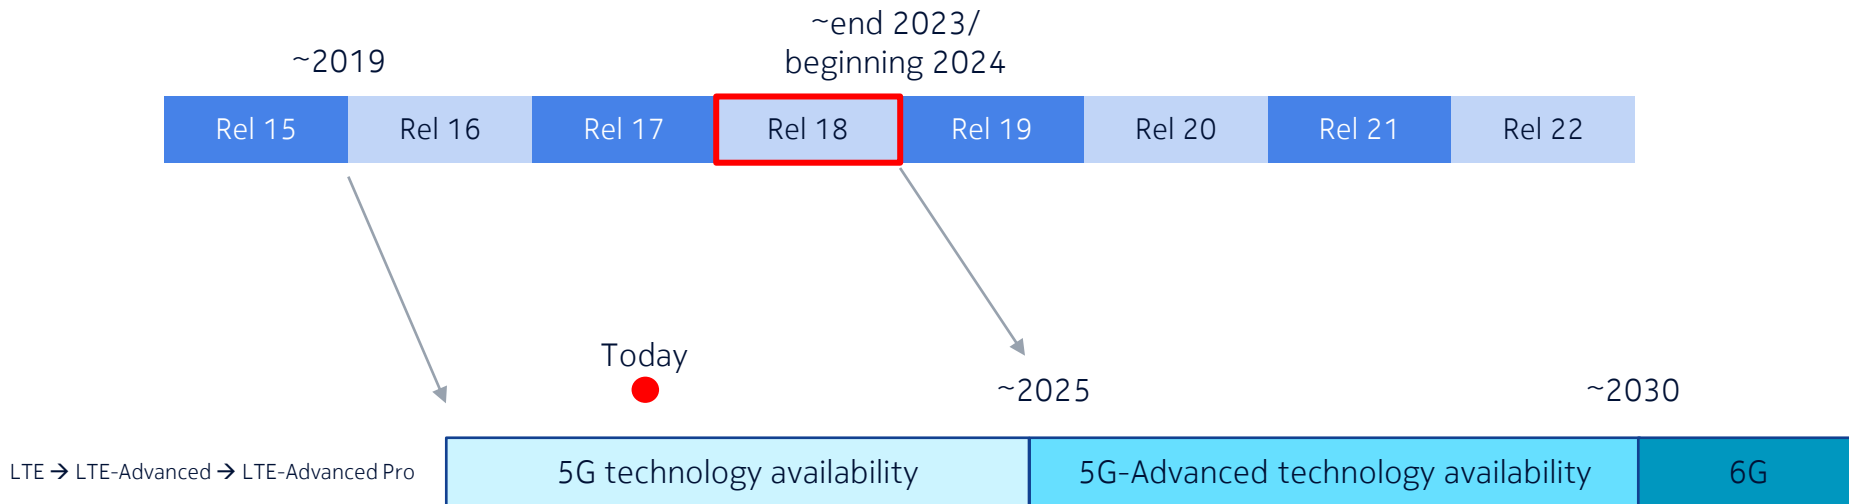 ~end 2023/
~2019
beginning 2024
Rel 15 Rel 16 Rel 17 Rel 18 Rel 19 Rel 20 Rel 21 Rel 22
Today
~2025 ~2030
LTE → LTE-Advanced → LTE-Advanced Pro 5G technology availability 5G-Advanced technology availability 6G